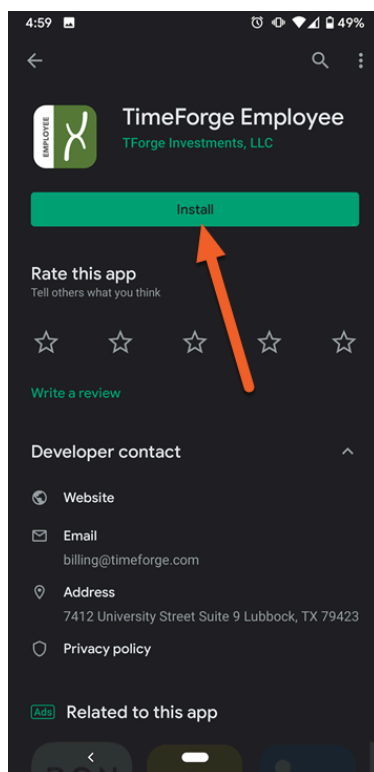 4:59
49%
EMPLOYEE
TimeForge Employee
TForge Investments, LLC
Install
Rate this app
Tell others what you think
Write a review
Developer contact
Website
Email
billing@timeforge.com
Address
7412 University Street Suite 9 Lubbock, TX 79423
Privacy policy
Ads Related to this app